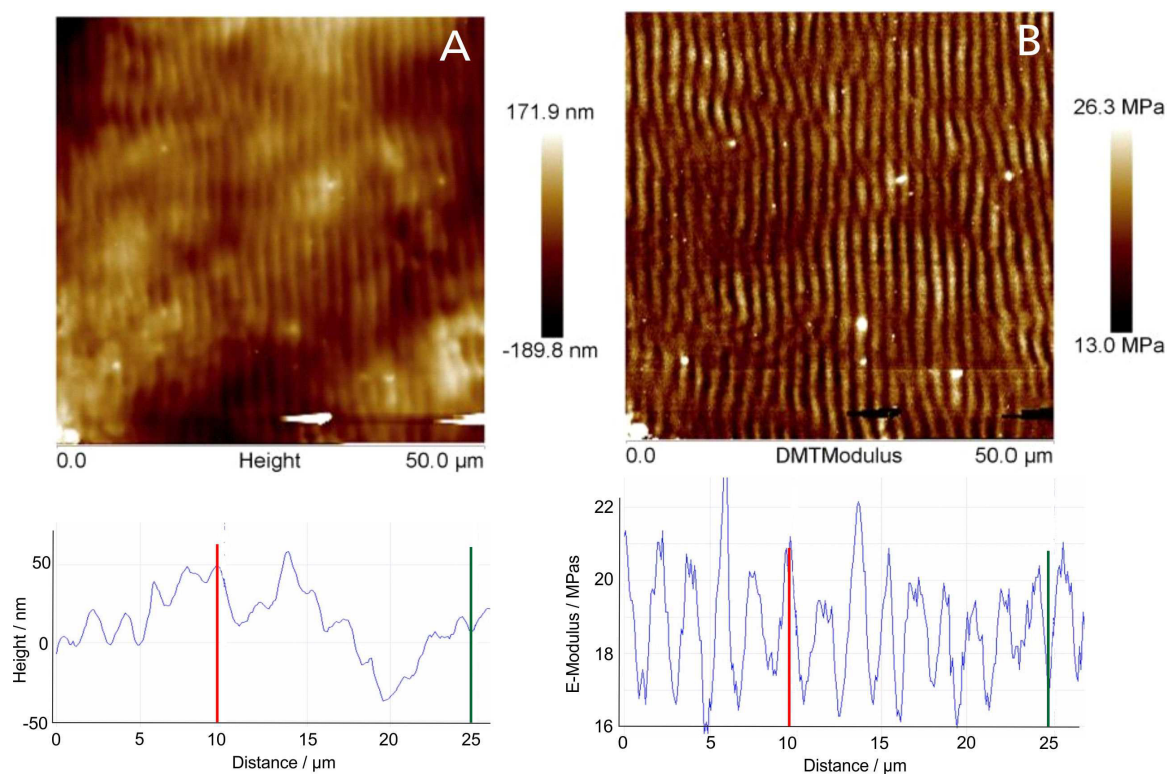 A
171.9 nm
-189.8 nm
0.0 Height 50.0 µm
B
26.3 MPa
13.0 MPa
0.0 DMTModulus 50.0 µm
Height / nm
50
0
-50
0 5 10 15 20 25
Distance / µm
E-Modulus / MPas
22
20
18
16
0 5 10 15 20 25
Distance / µm